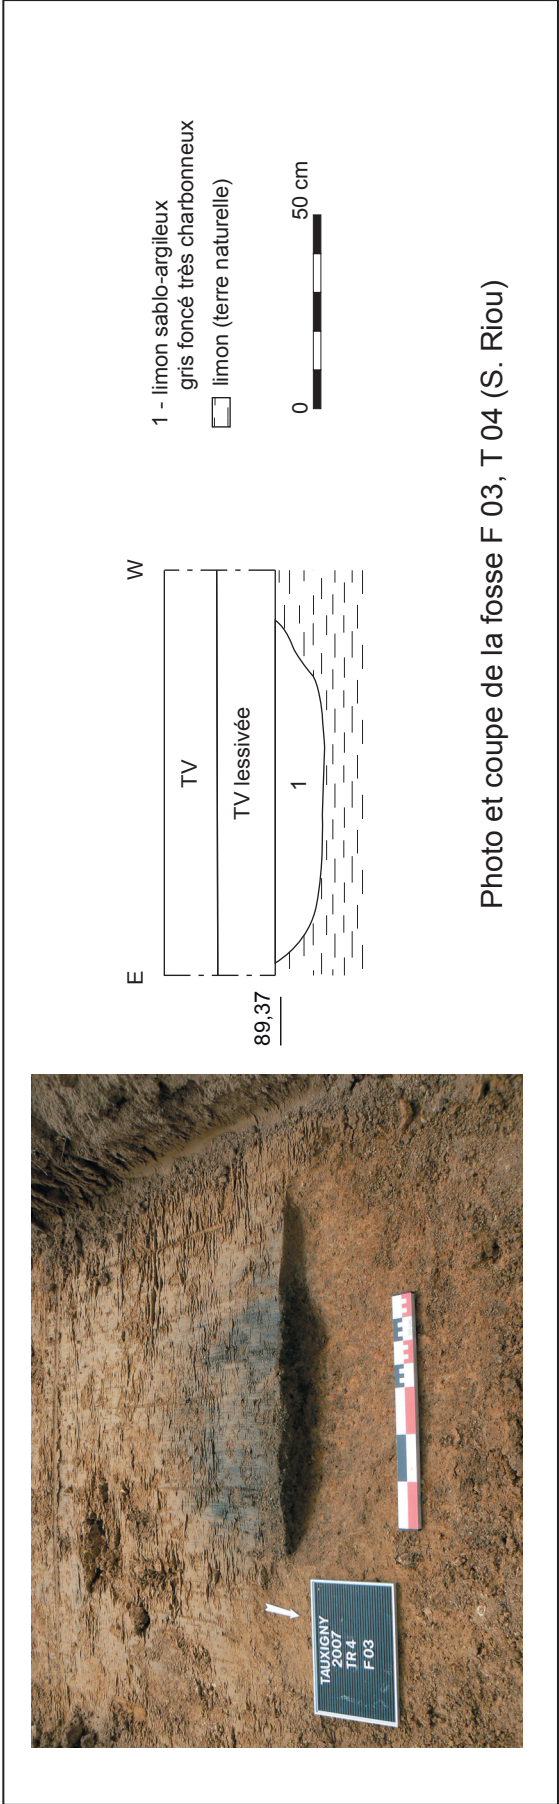 TAUXIGNY
2007
TR 4
F 03
E
W
TV
TV lessivée
1
89,37
1 - limon sablo-argileux
gris foncé très charbonneux
limon (terre naturelle)
0
50 cm
Photo et coupe de la fosse F 03, T 04 (S. Riou)